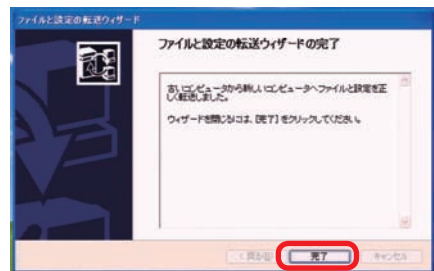 ファイルと設定の転送ウィザード
ファイルと設定の転送ウィザードの完了
古いコンピュータから新しいコンピュータへファイルと設定を正
しく転送しました。
ウィザードを閉じるには、[完了] をクリックしてください。
< 戻る(B)
完了
キャンセル